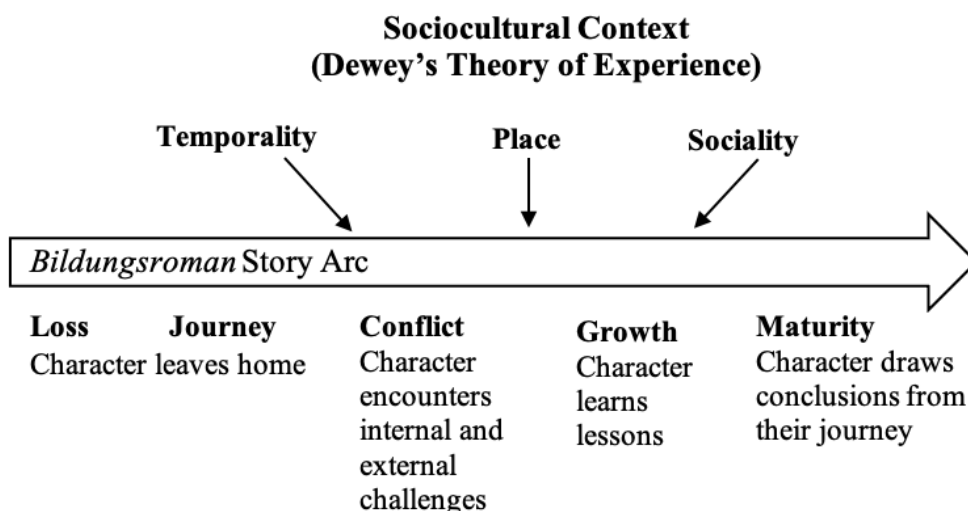 Sociocultural Context
(Dewey's Theory of Experience)
Temporality
Place
Sociality
Bildungsroman Story Arc
Loss Journey
Character leaves home
Conflict
Character
encounters
internal and
external
challenges
Growth
Character
learns
lessons
Maturity
Character draws
conclusions from
their journey